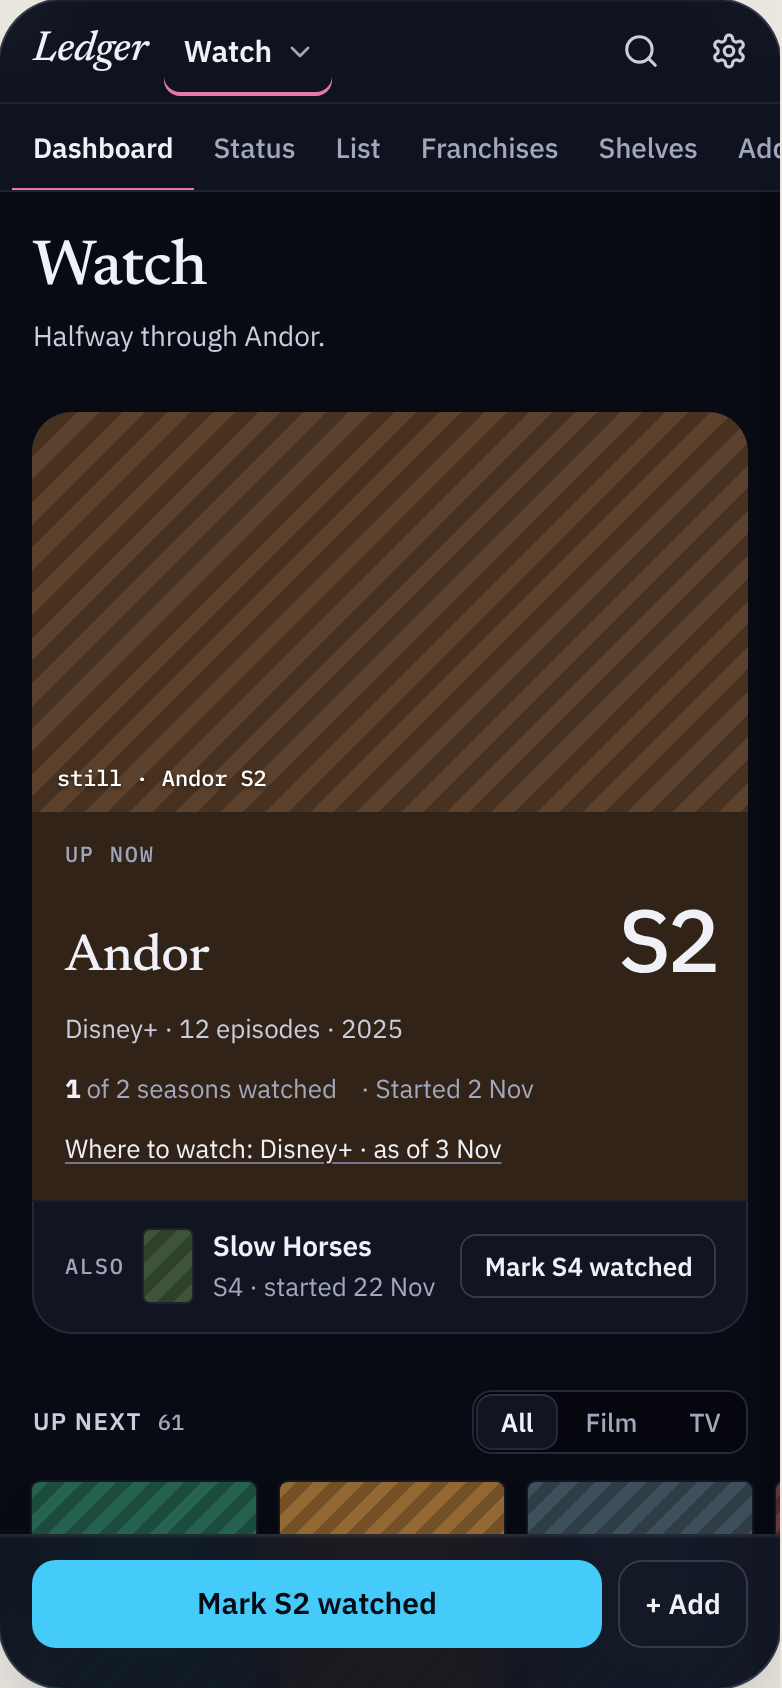 Ledger Watch
Dashboard Status List Franchises Shelves Add
Watch
Halfway through Andor.
still · Andor S2
UP NOW
Andor S2
Disney+ · 12 episodes · 2025
1 of 2 seasons watched · Started 2 Nov
Where to watch: Disney+ · as of 3 Nov
ALSO
Slow Horses
S4 · started 22 Nov
Mark S4 watched
UP NEXT 61
All Film TV
Mark S2 watched
+ Add